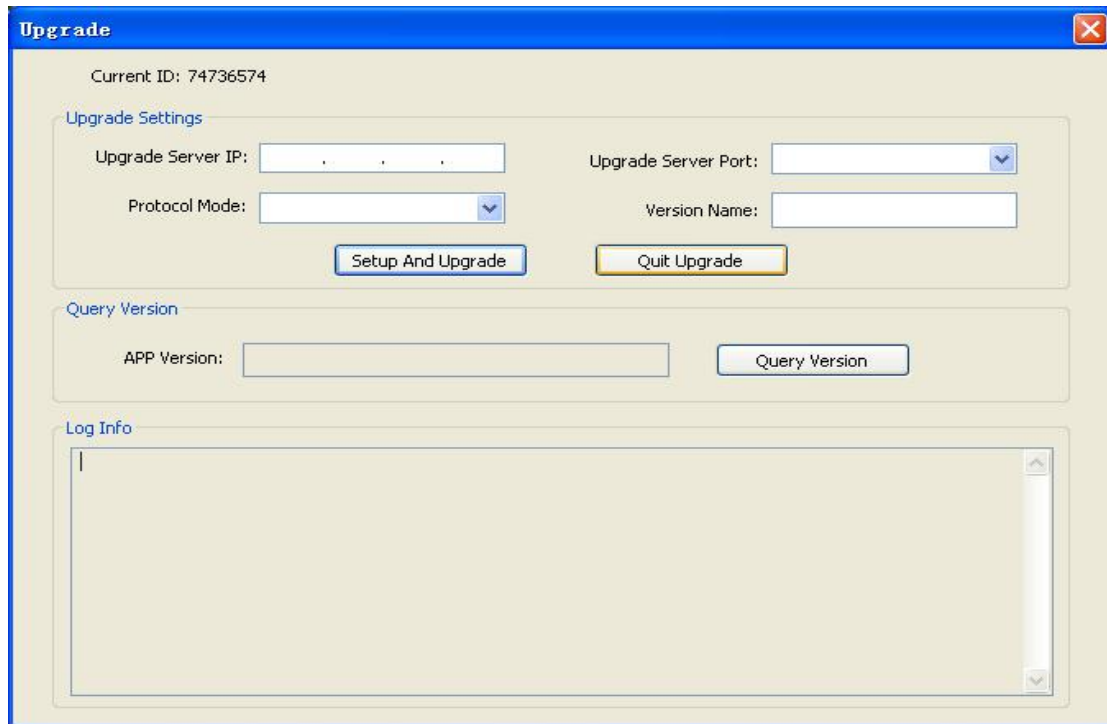 Upgrade
Current ID: 74736574
Upgrade Settings
Upgrade Server IP: . . .
Upgrade Server Port:
Protocol Mode:
Version Name:
Setup And Upgrade
Quit Upgrade
Query Version
APP Version:
Query Version
Log Info